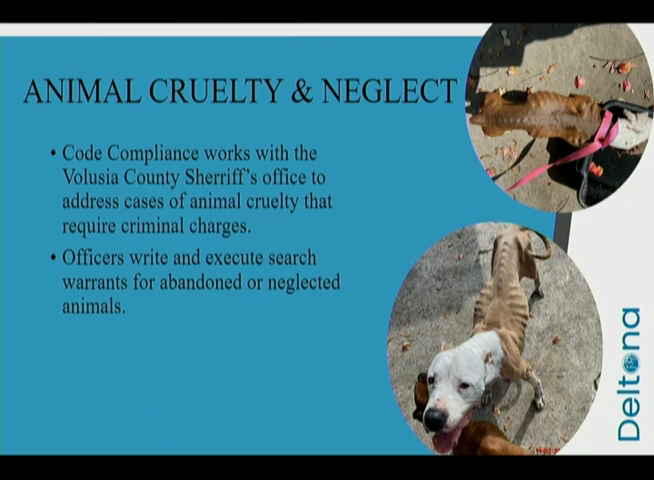 ANIMAL CRUELTY & NEGLECT
• Code Compliance works with the
Volusia County Sherriff's office to
address cases of animal cruelty that
require criminal charges.
• Officers write and execute search
warrants for abandoned or neglected
animals.
Deltona